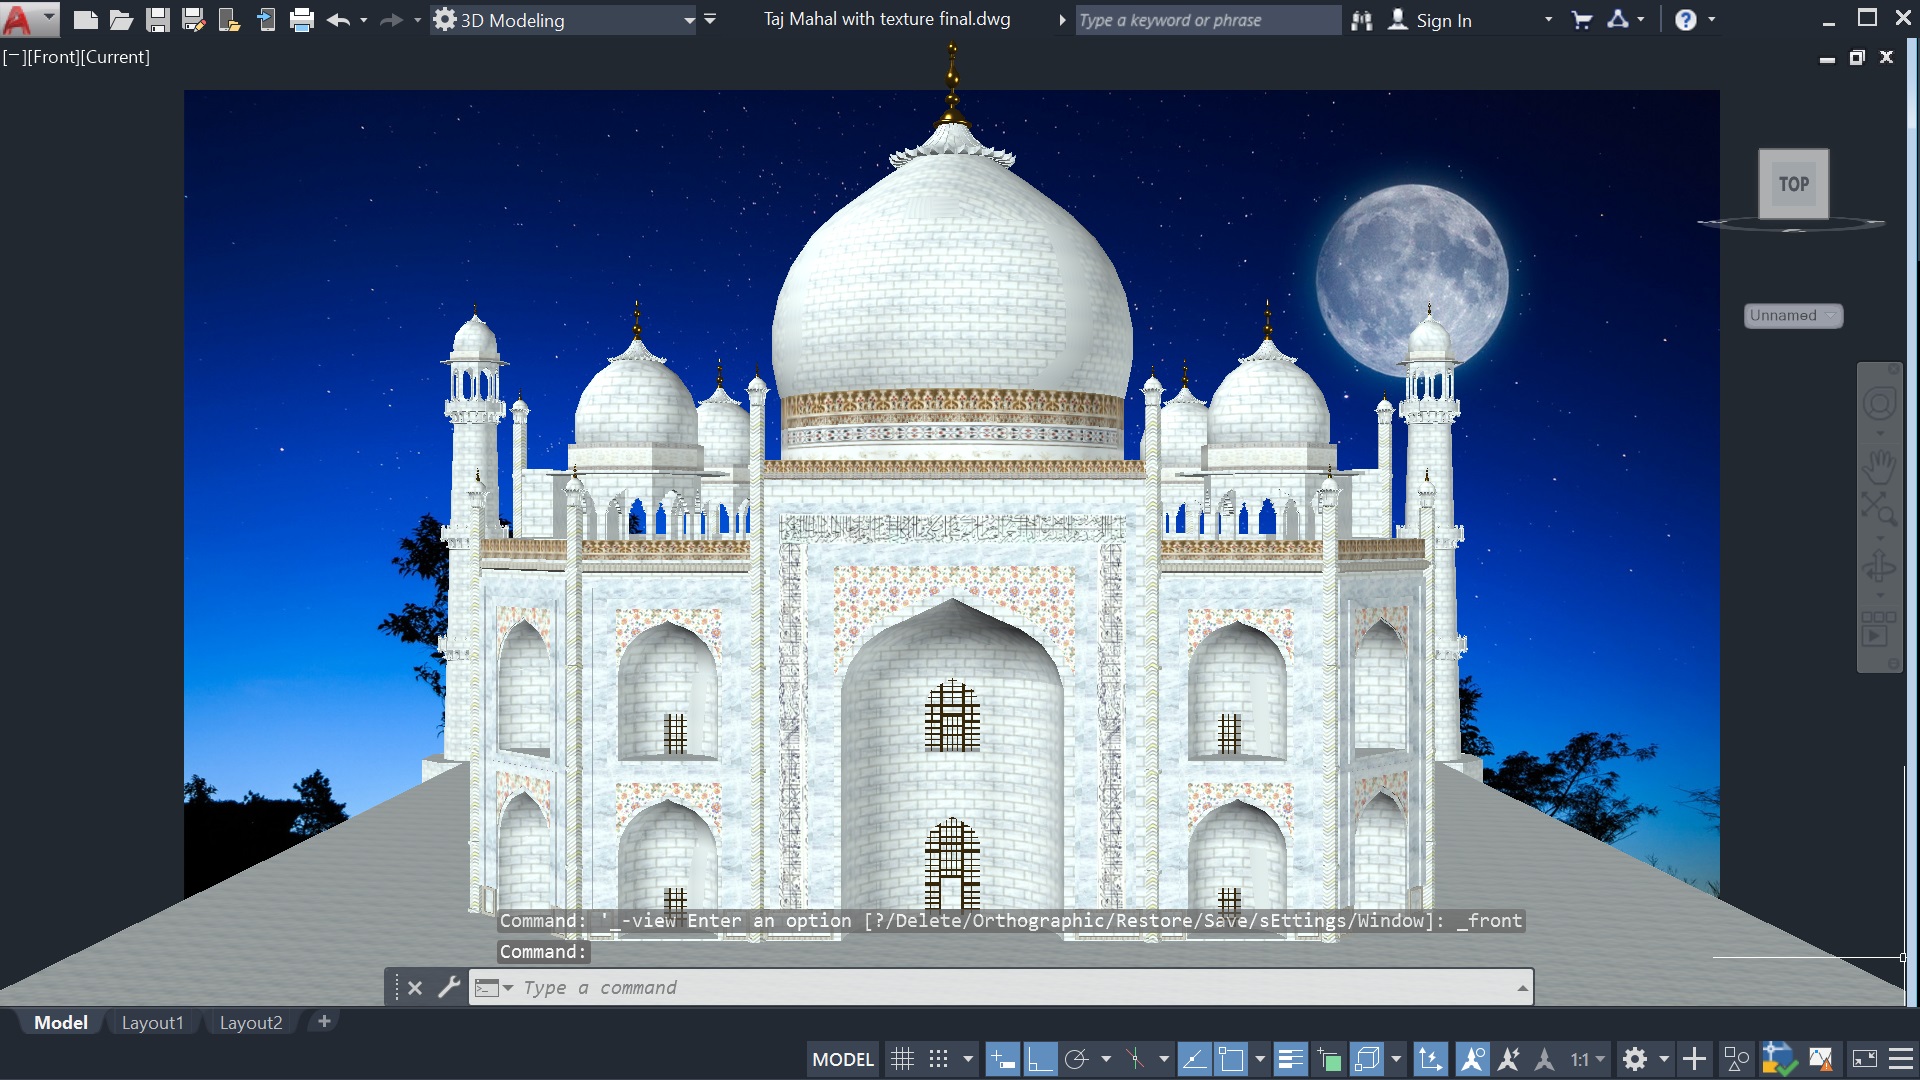 3D Modeling
Taj Mahal with texture final.dwg
Type a keyword or phrase
Sign In
[−][Front][Current]
TOP
Unnamed
Command: '_-view Enter an option [?/Delete/Orthographic/Restore/Save/sEttings/Window]: _front
Command:
Type a command
Model
Layout1
Layout2
MODEL
1:1